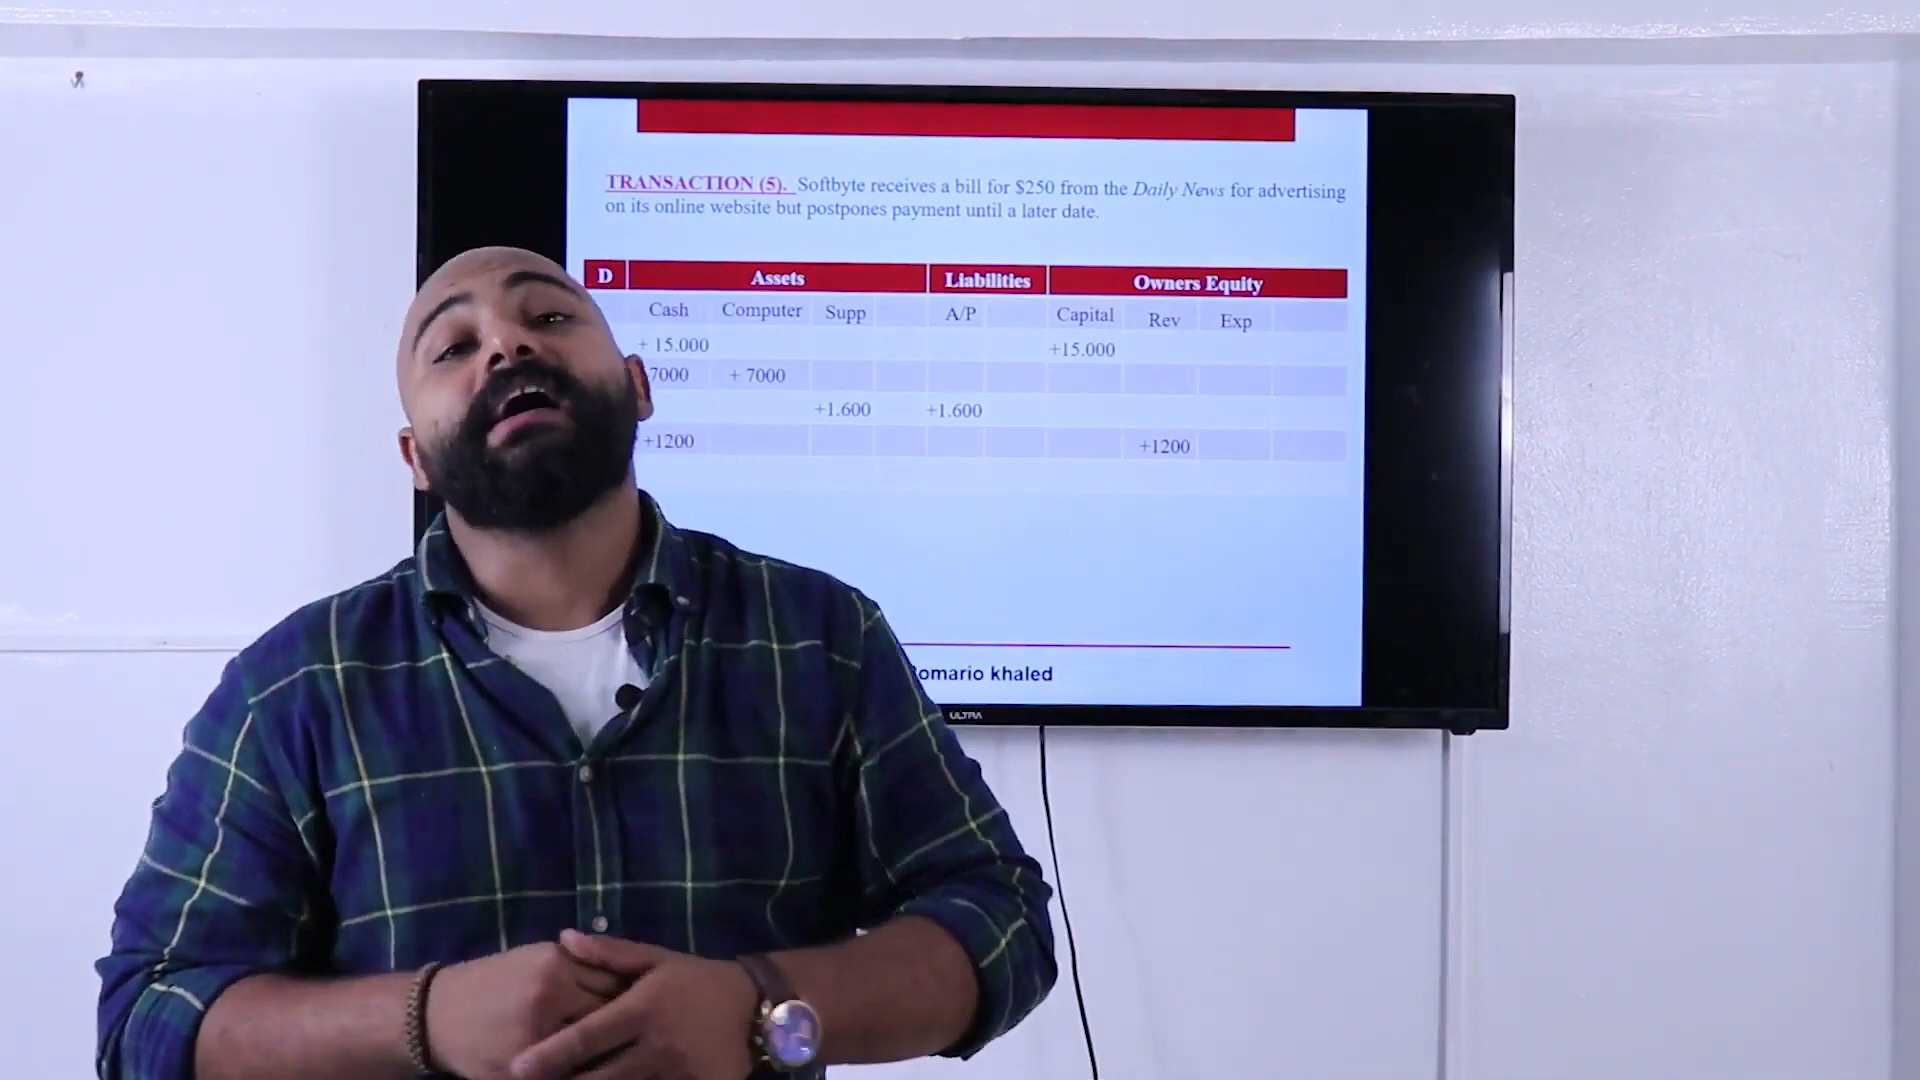 TRANSACTION (5). Softbyte receives a bill for $250 from the Daily News for advertising
on its online website but postpones payment until a later date.
D Assets Liabilities Owners Equity
Cash Computer Supp A/P Capital Rev Exp
+ 15.000 +15.000
7000 + 7000
+1.600 +1.600
+1200 +1200
omario khaled
ULTRA